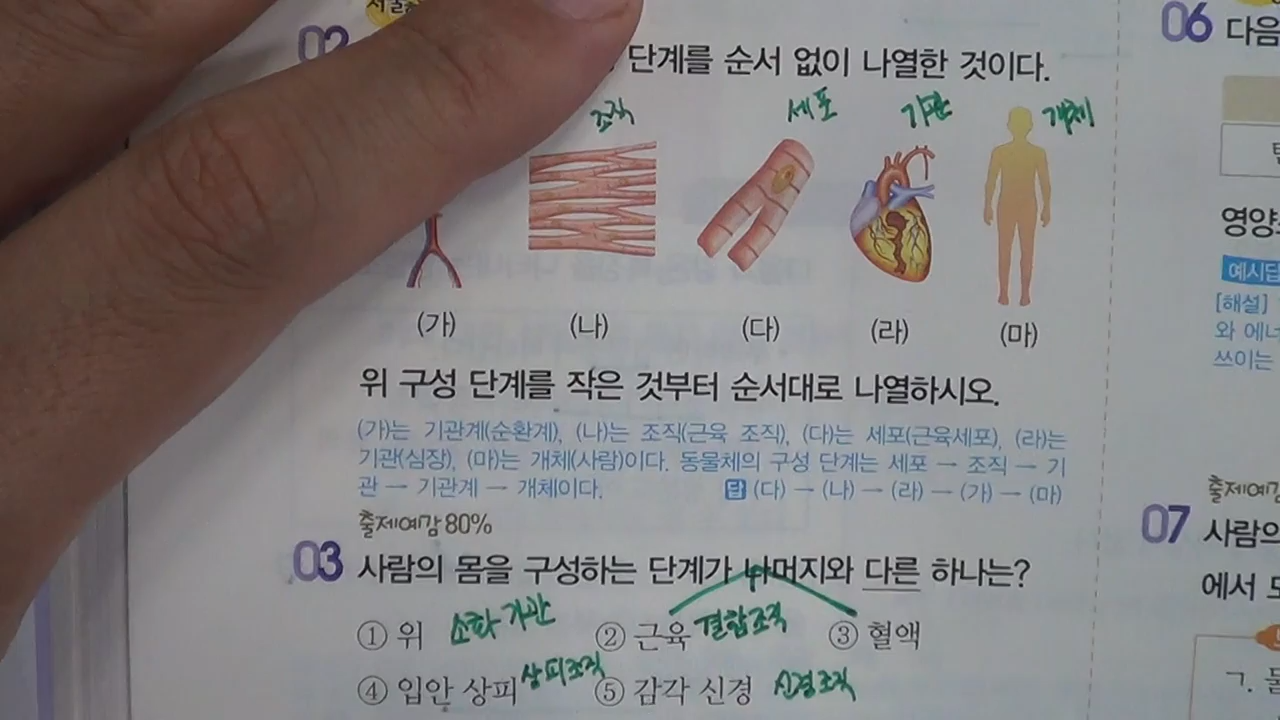 서술형
02
단계를 순서 없이 나열한 것이다.
조직 세포 기관 개체
(가) (나) (다) (라) (마)
위 구성 단계를 작은 것부터 순서대로 나열하시오.
(가)는 기관계(순환계), (나)는 조직(근육 조직), (다)는 세포(근육세포), (라)는
기관(심장), (마)는 개체(사람)이다. 동물체의 구성 단계는 세포 → 조직 → 기
관 → 기관계 → 개체이다. 답 (다) → (나) → (라) → (가) → (마)
출제예감 80%
03 사람의 몸을 구성하는 단계가 나머지와 다른 하나는?
① 위 소화기관 ② 근육 결합조직 ③ 혈액
④ 입안 상피 상피조직 ⑤ 감각 신경 신경조직
06 다음
영양
예시답
[해설]
와 에너
쓰이는
출제예감
07 사람의
에서
ㄱ.